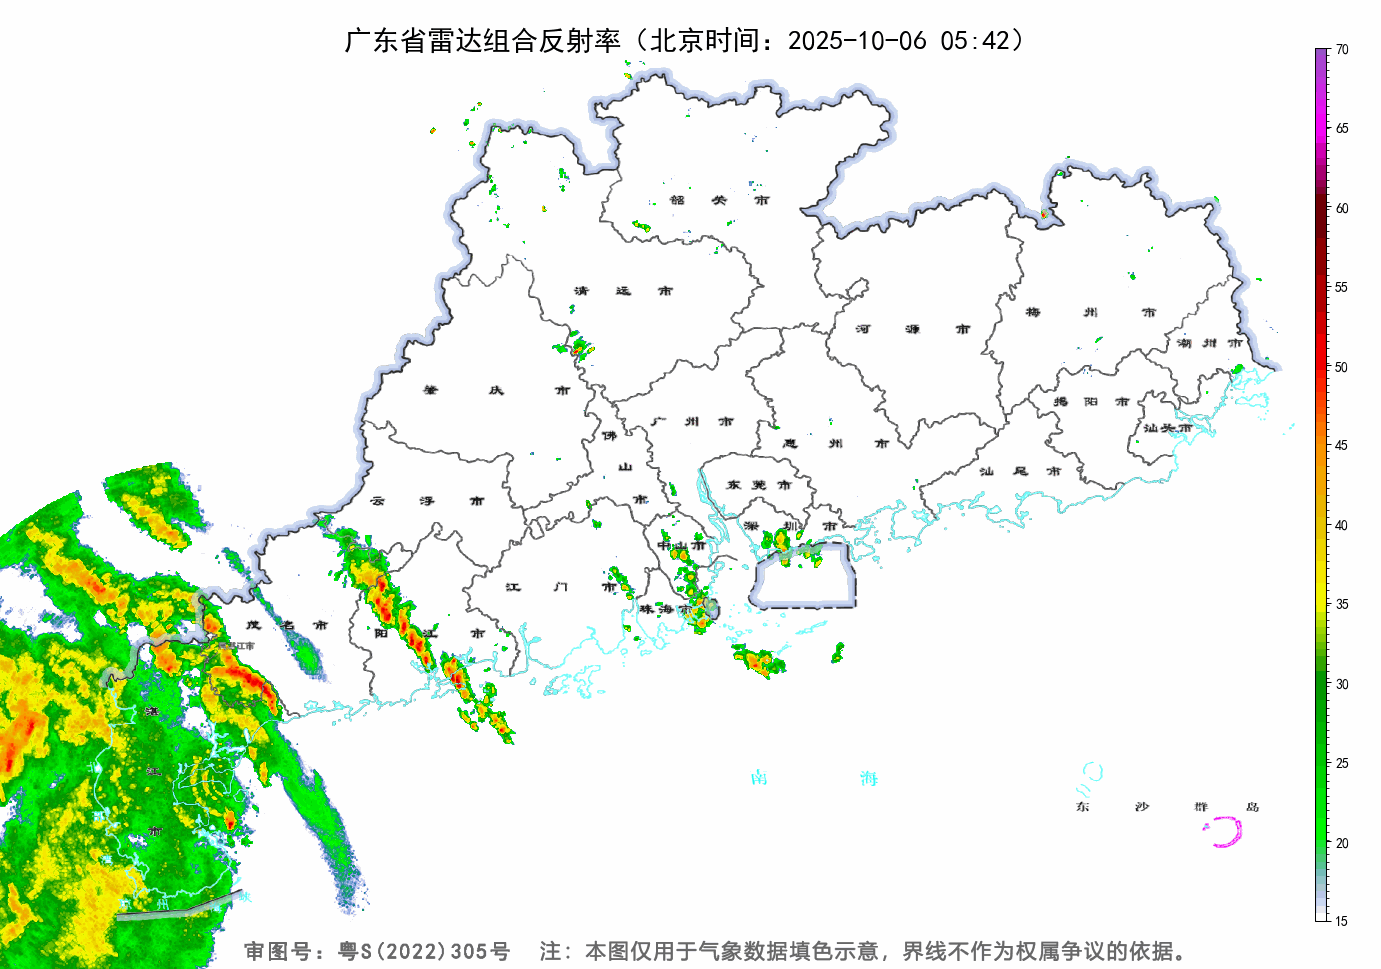 广东省雷达组合反射率（北京时间：2025-10-06 05:42）
70
65
60
55
50
45
40
35
30
25
20
15
韶关市
清远市
河源市
梅州市
潮州市
肇庆市
广州市
佛山市
惠州市
揭阳市
汕头市
汕尾市
云浮市
东莞市
深圳市
中山市
江门市
珠海市
茂名市
阳江市
湛江市
南海
东沙群岛
审图号：粤S(2022)305号 注：本图仅用于气象数据填色示意，界线不作为权属争议的依据。